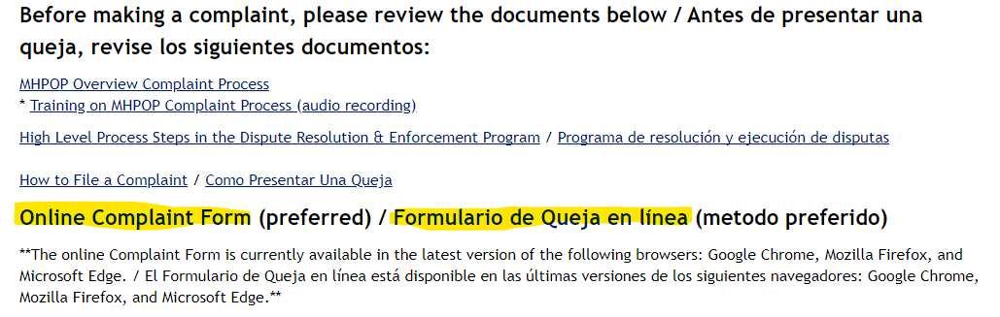 Before making a complaint, please review the documents below / Antes de presentar una
queja, revise los siguientes documentos:
MHPOP Overview Complaint Process
* Training on MHPOP Complaint Process (audio recording)
High Level Process Steps in the Dispute Resolution & Enforcement Program / Programa de resolución y ejecución de disputas
How to File a Complaint / Como Presentar Una Queja
Online Complaint Form (preferred) / Formulario de Queja en línea (metodo preferido)
**The online Complaint Form is currently available in the latest version of the following browsers: Google Chrome, Mozilla Firefox, and
Microsoft Edge. / El Formulario de Queja en línea está disponible en las últimas versiones de los siguientes navegadores: Google Chrome,
Mozilla Firefox, and Microsoft Edge.**